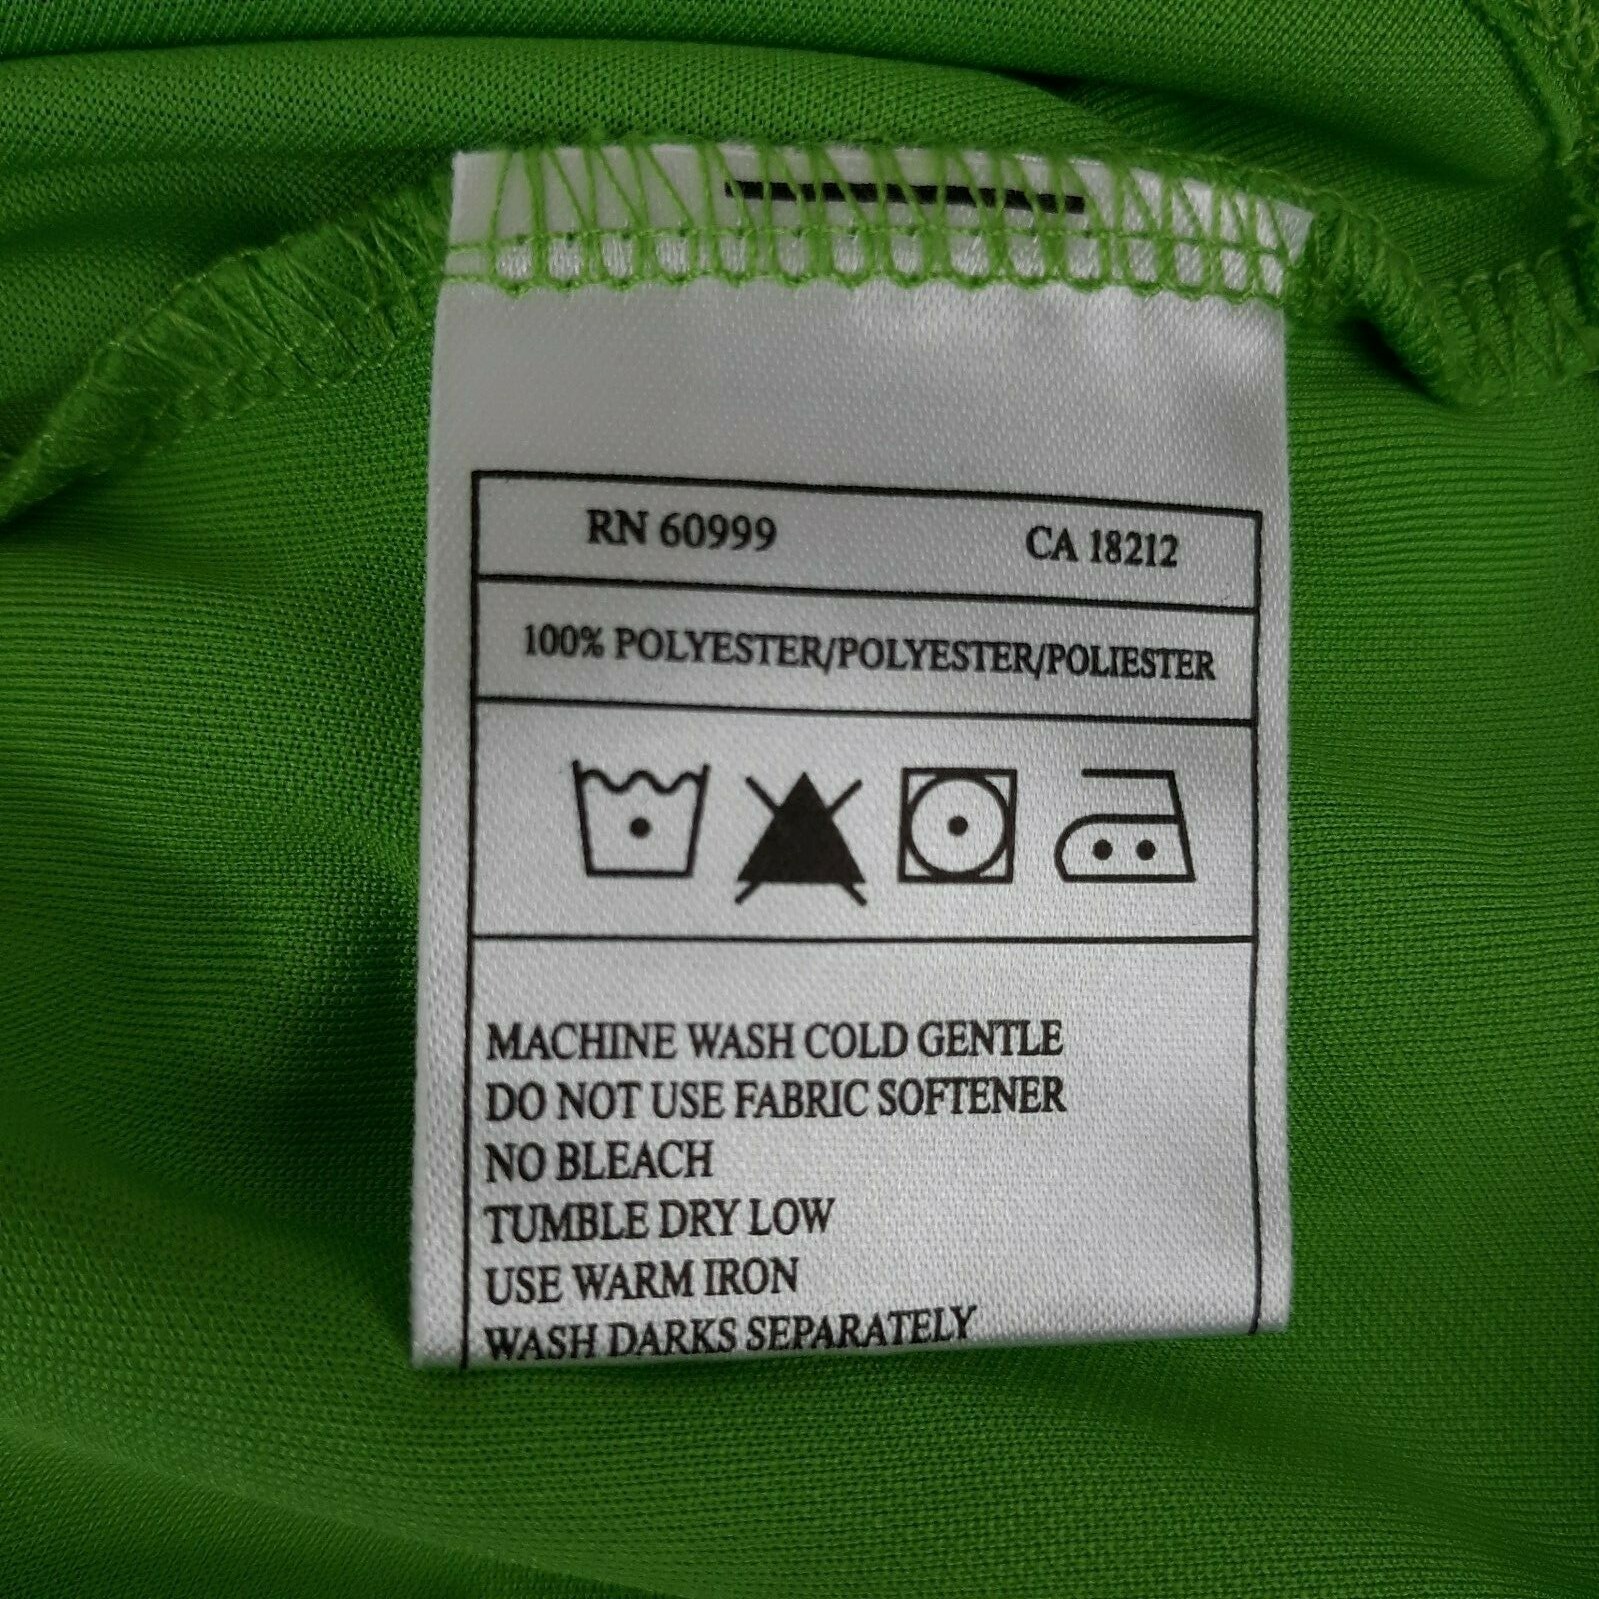 RN 60999 CA 18212
100% POLYESTER/POLYESTER/POLIESTER
MACHINE WASH COLD GENTLE
DO NOT USE FABRIC SOFTENER
NO BLEACH
TUMBLE DRY LOW
USE WARM IRON
WASH DARKS SEPARATELY